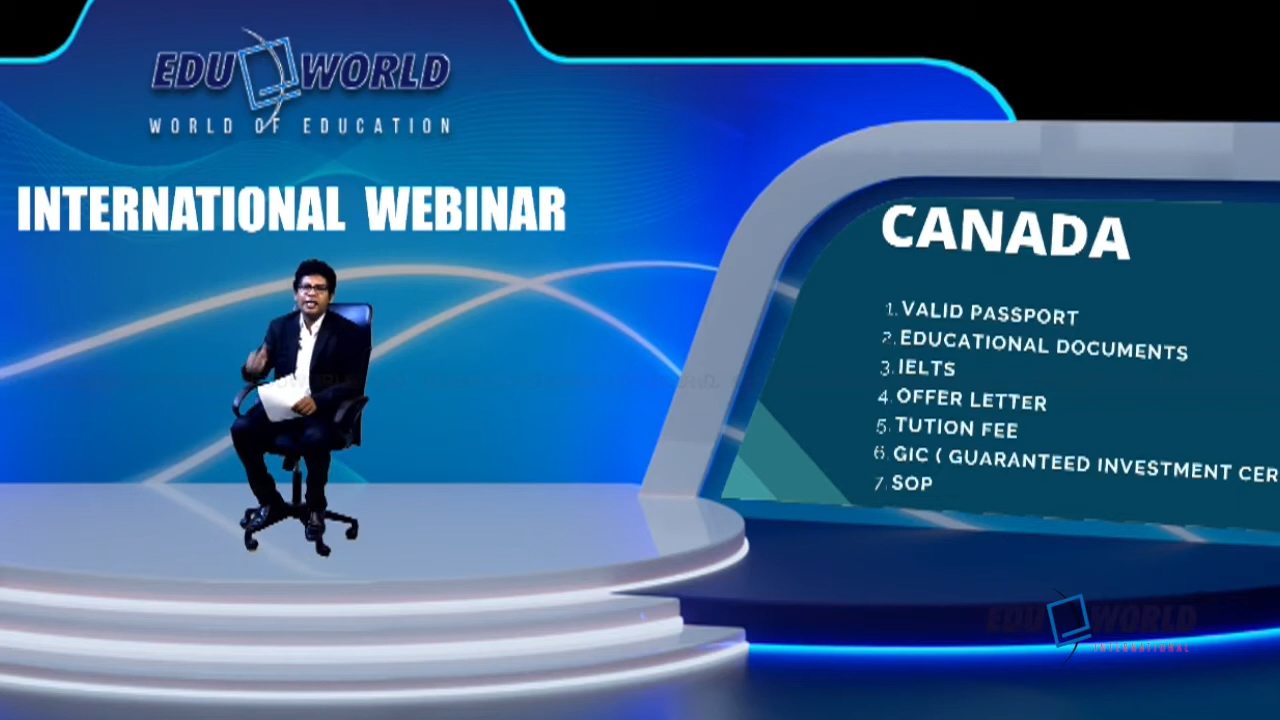 EDU WORLD
WORLD OF EDUCATION
INTERNATIONAL WEBINAR
CANADA
1. VALID PASSPORT
2. EDUCATIONAL DOCUMENTS
3. IELTS
4. OFFER LETTER
5. TUTION FEE
6. GIC ( GUARANTEED INVESTMENT CER
7. SOP
EDU WORLD
INTERNATIONAL